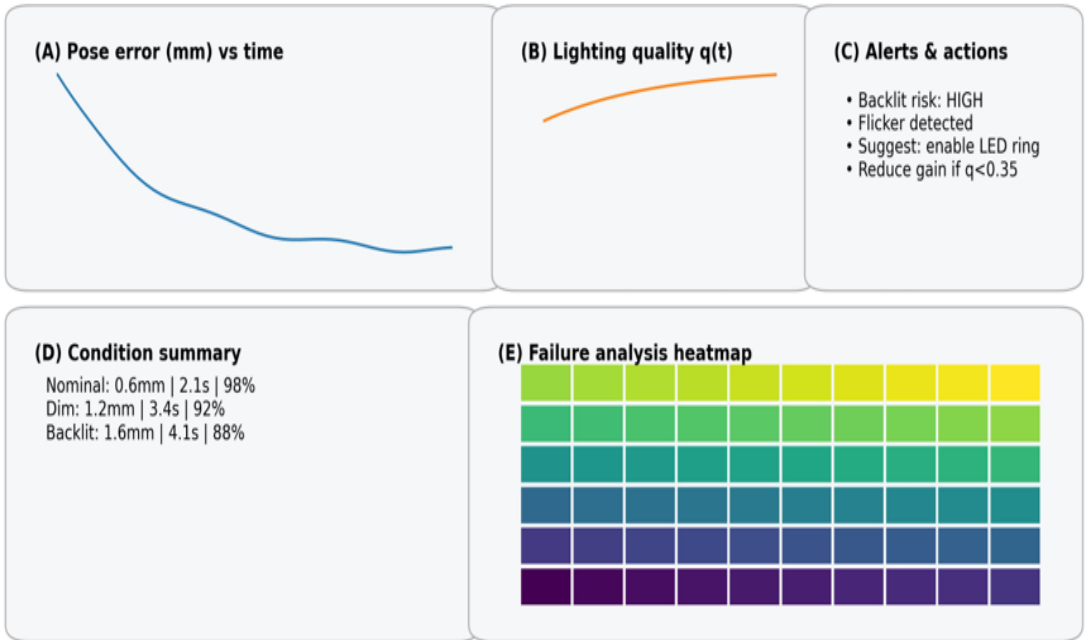 (A) Pose error (mm) vs time
(B) Lighting quality q(t)
(C) Alerts & actions
• Backlit risk: HIGH
• Flicker detected
• Suggest: enable LED ring
• Reduce gain if q<0.35
(D) Condition summary
Nominal: 0.6mm | 2.1s | 98%
Dim: 1.2mm | 3.4s | 92%
Backlit: 1.6mm | 4.1s | 88%
(E) Failure analysis heatmap